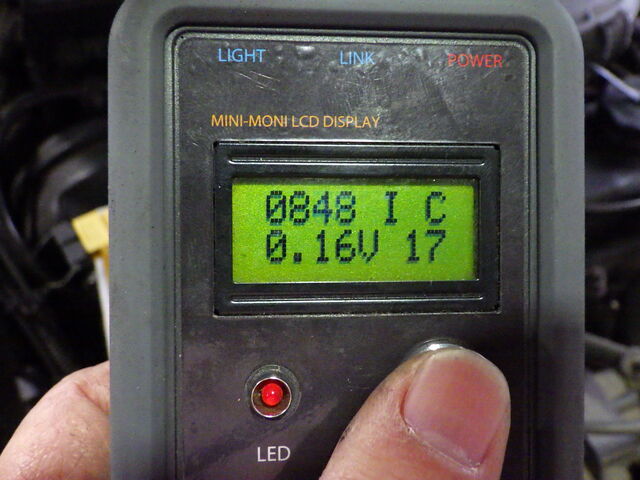 LIGHT LINK POWER
MINI-MONI LCD DISPLAY
0848 I C
0.16V 17
LED